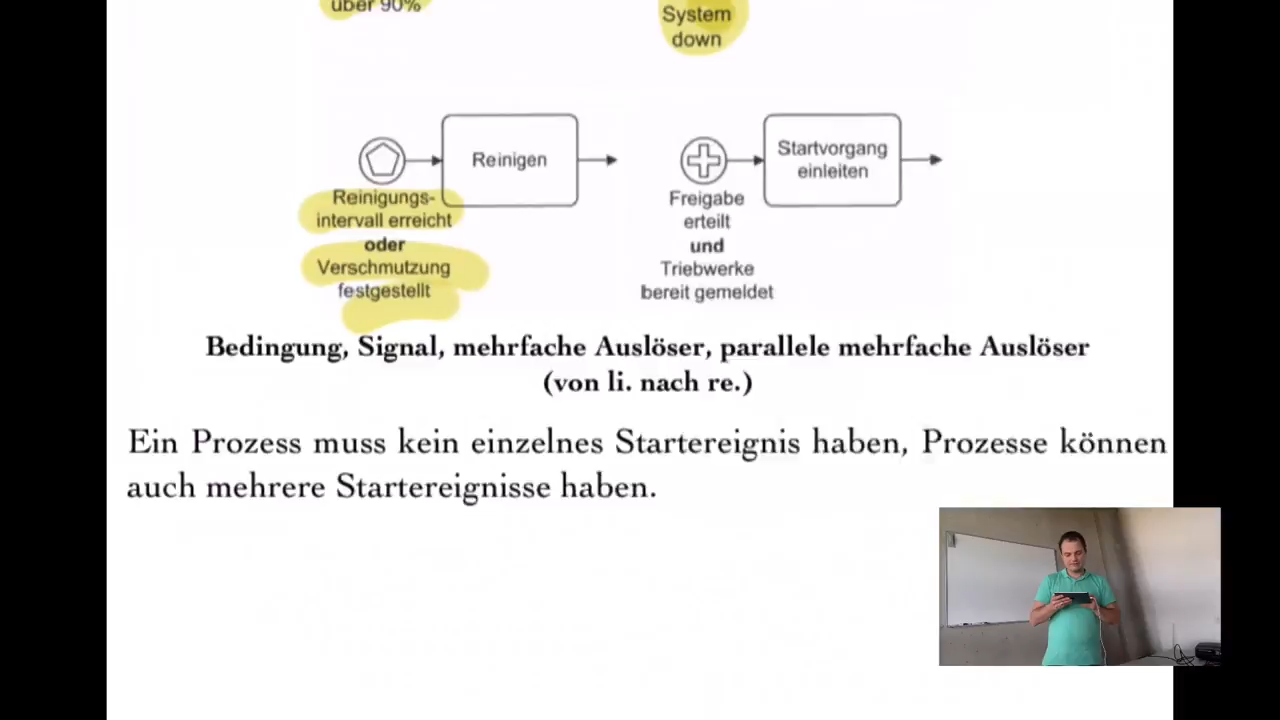 über 90%
System
down
Reinigen
Startvorgang
einleiten
Reinigungs-
intervall erreicht
oder
Verschmutzung
festgestellt
Freigabe
erteilt
und
Triebwerke
bereit gemeldet
Bedingung, Signal, mehrfache Auslöser, parallele mehrfache Auslöser
(von li. nach re.)
Ein Prozess muss kein einzelnes Startereignis haben, Prozesse können
auch mehrere Startereignisse haben.